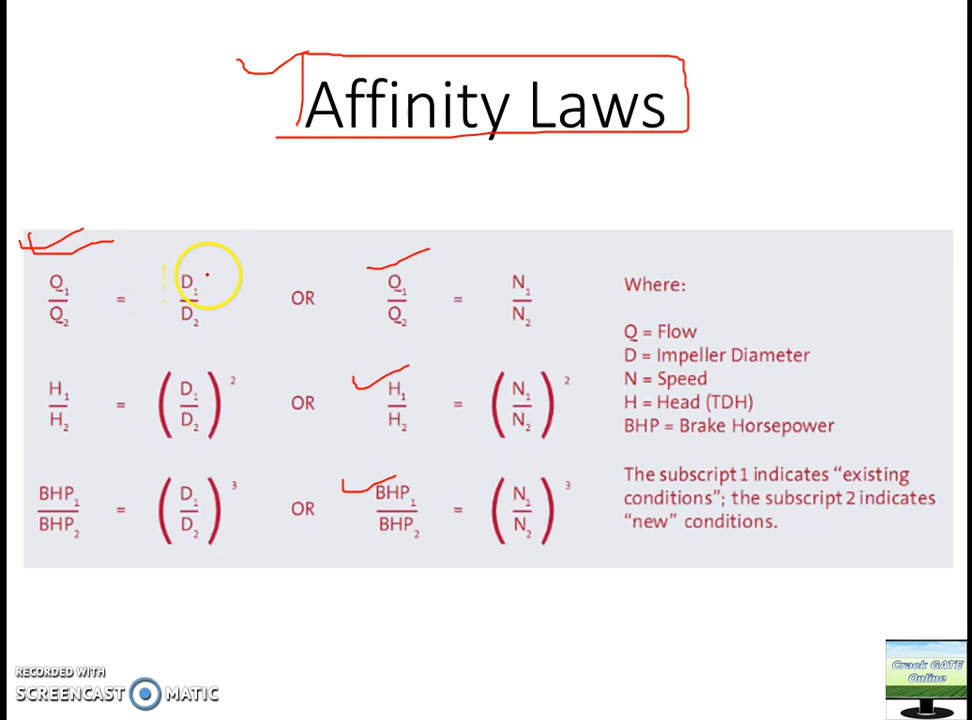 Affinity Laws
Q1/Q2 = D1/D2 OR Q1/Q2 = N1/N2
H1/H2 = (D1/D2)^2 OR H1/H2 = (N1/N2)^2
BHP1/BHP2 = (D1/D2)^3 OR BHP1/BHP2 = (N1/N2)^3
Where:
Q = Flow
D = Impeller Diameter
N = Speed
H = Head (TDH)
BHP = Brake Horsepower
The subscript 1 indicates “existing
conditions”; the subscript 2 indicates
“new” conditions.
RECORDED WITH
SCREENCAST MATIC
Crack GATE
Online